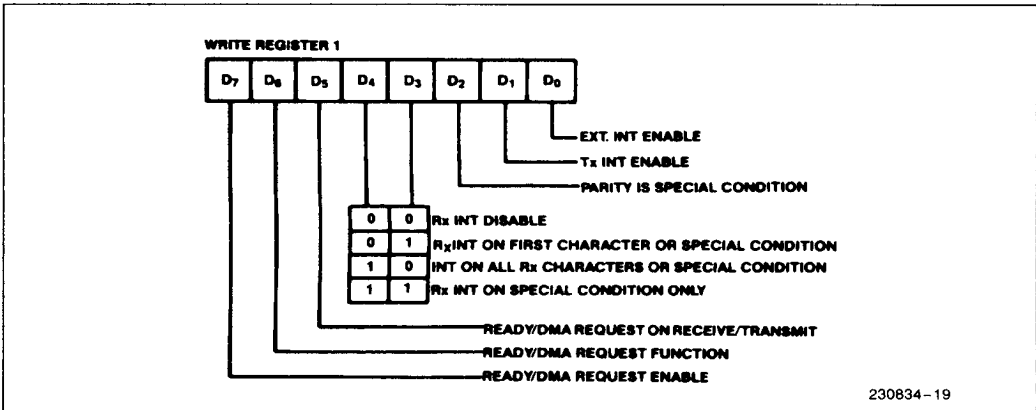 WRITE REGISTER 1
D7 D6 D5 D4 D3 D2 D1 D0
EXT. INT ENABLE
Tx INT ENABLE
PARITY IS SPECIAL CONDITION
0 0 Rx INT DISABLE
0 1 RxINT ON FIRST CHARACTER OR SPECIAL CONDITION
1 0 INT ON ALL Rx CHARACTERS OR SPECIAL CONDITION
1 1 Rx INT ON SPECIAL CONDITION ONLY
READY/DMA REQUEST ON RECEIVE/TRANSMIT
READY/DMA REQUEST FUNCTION
READY/DMA REQUEST ENABLE
230834-19